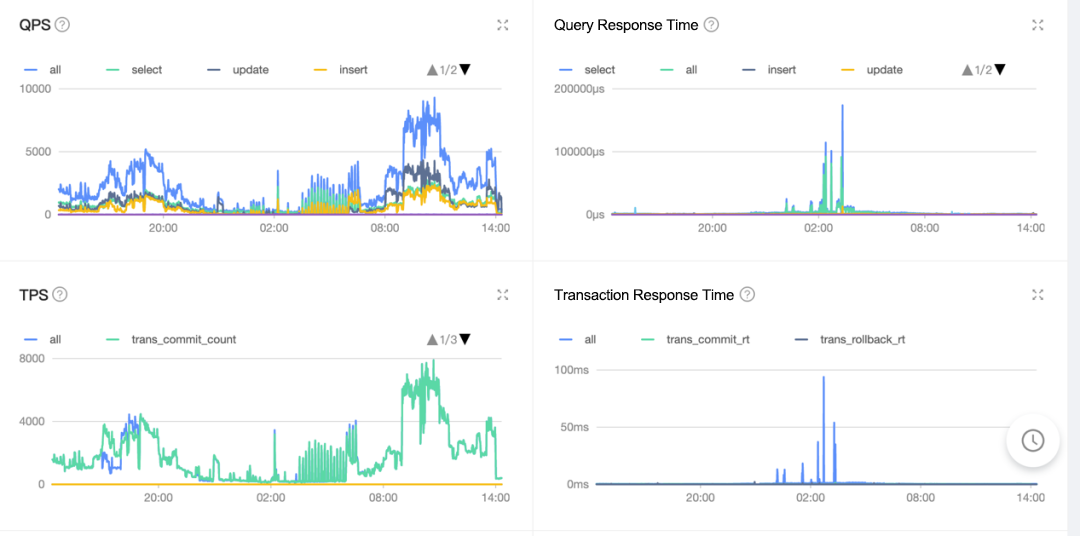 QPS ?
all select update insert 1/2
10000
5000
0
20:00 02:00 08:00 14:00
Query Response Time ?
select all insert update 1/2
200000μs
100000μs
0μs
20:00 02:00 08:00 14:00
TPS ?
all trans_commit_count 1/3
8000
4000
0
20:00 02:00 08:00 14:00
Transaction Response Time ?
all trans_commit_rt trans_rollback_rt
100ms
50ms
0ms
20:00 02:00 08:00 14:00